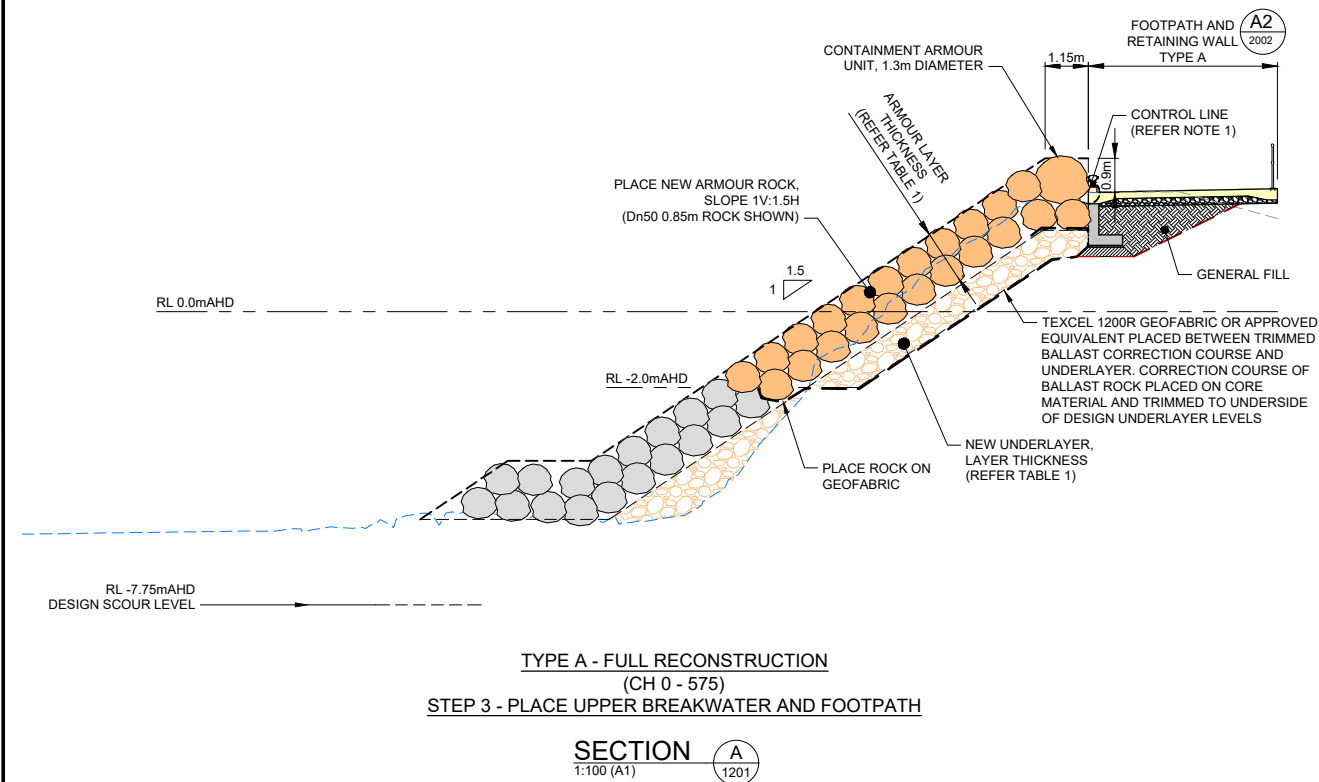 FOOTPATH AND
RETAINING WALL
TYPE A
A2
2002
CONTAINMENT ARMOUR
UNIT, 1.3m DIAMETER
1.15m
ARMOUR LAYER
THICKNESS
(REFER TABLE 1)
CONTROL LINE
(REFER NOTE 1)
0.9m
PLACE NEW ARMOUR ROCK,
SLOPE 1V:1.5H
(Dn50 0.85m ROCK SHOWN)
1.5
1
GENERAL FILL
RL 0.0mAHD
TEXCEL 1200R GEOFABRIC OR APPROVED
EQUIVALENT PLACED BETWEEN TRIMMED
BALLAST CORRECTION COURSE AND
UNDERLAYER. CORRECTION COURSE OF
BALLAST ROCK PLACED ON CORE
MATERIAL AND TRIMMED TO UNDERSIDE
OF DESIGN UNDERLAYER LEVELS
RL -2.0mAHD
NEW UNDERLAYER,
LAYER THICKNESS
(REFER TABLE 1)
PLACE ROCK ON
GEOFABRIC
RL -7.75mAHD
DESIGN SCOUR LEVEL
TYPE A - FULL RECONSTRUCTION
(CH 0 - 575)
STEP 3 - PLACE UPPER BREAKWATER AND FOOTPATH
SECTION
1:100 (A1)
A
1201